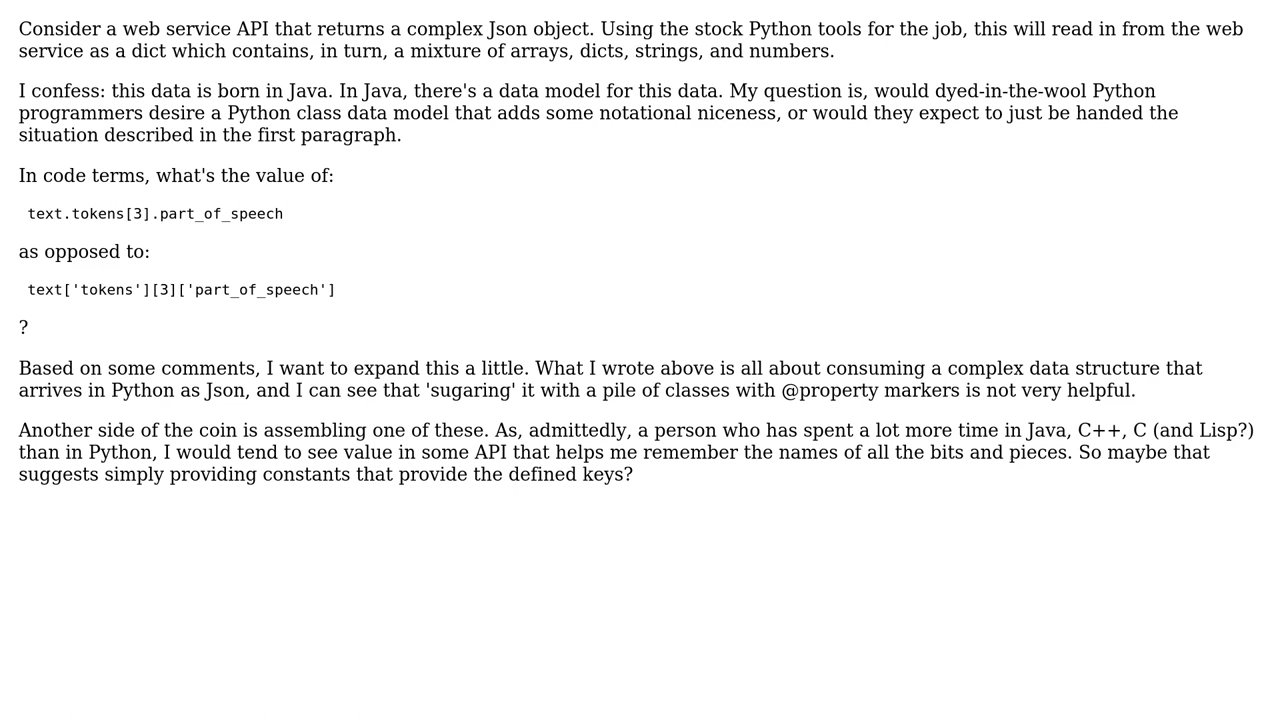 Consider a web service API that returns a complex Json object. Using the stock Python tools for the job, this will read in from the web
service as a dict which contains, in turn, a mixture of arrays, dicts, strings, and numbers.
I confess: this data is born in Java. In Java, there's a data model for this data. My question is, would dyed-in-the-wool Python
programmers desire a Python class data model that adds some notational niceness, or would they expect to just be handed the
situation described in the first paragraph.
In code terms, what's the value of:
text.tokens[3].part_of_speech
as opposed to:
text['tokens'][3]['part_of_speech']
?
Based on some comments, I want to expand this a little. What I wrote above is all about consuming a complex data structure that
arrives in Python as Json, and I can see that 'sugaring' it with a pile of classes with @property markers is not very helpful.
Another side of the coin is assembling one of these. As, admittedly, a person who has spent a lot more time in Java, C++, C (and Lisp?)
than in Python, I would tend to see value in some API that helps me remember the names of all the bits and pieces. So maybe that
suggests simply providing constants that provide the defined keys?